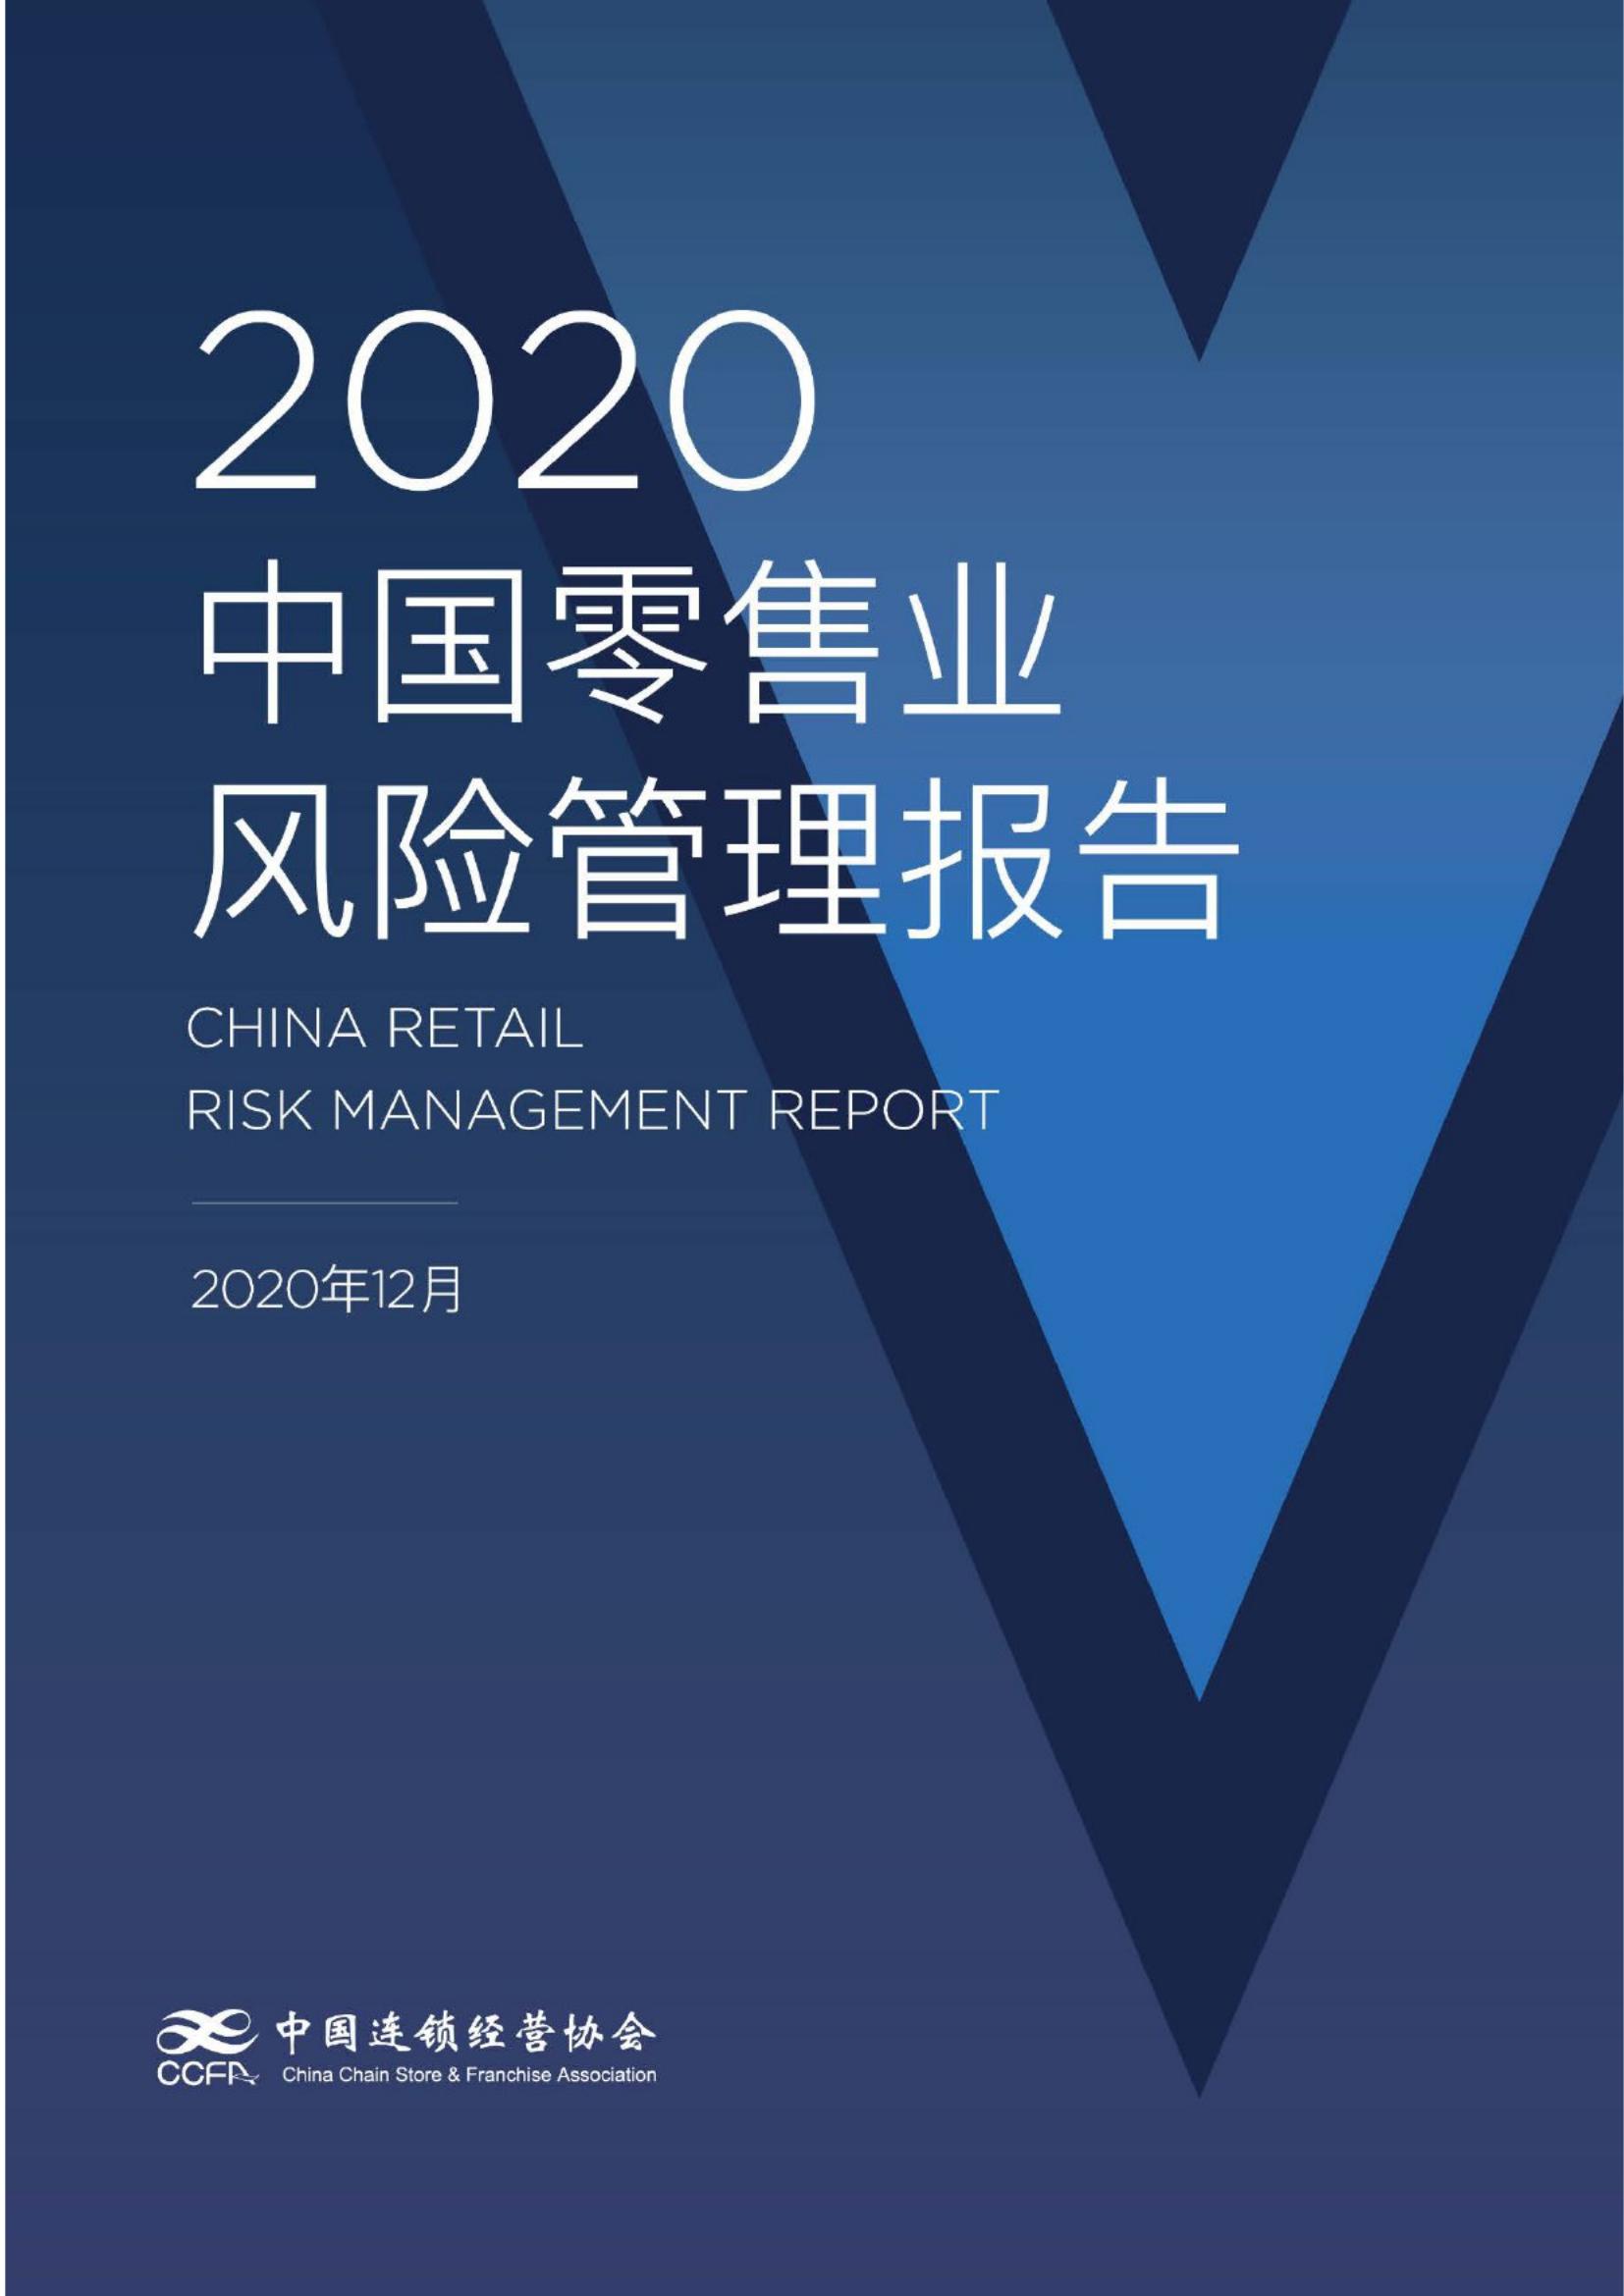 2020
中国零售业
风险管理报告
CHINA RETAIL
RISK MANAGEMENT REPORT
2020年12月
中国连锁经营协会
CCFA
China Chain Store & Franchise Association